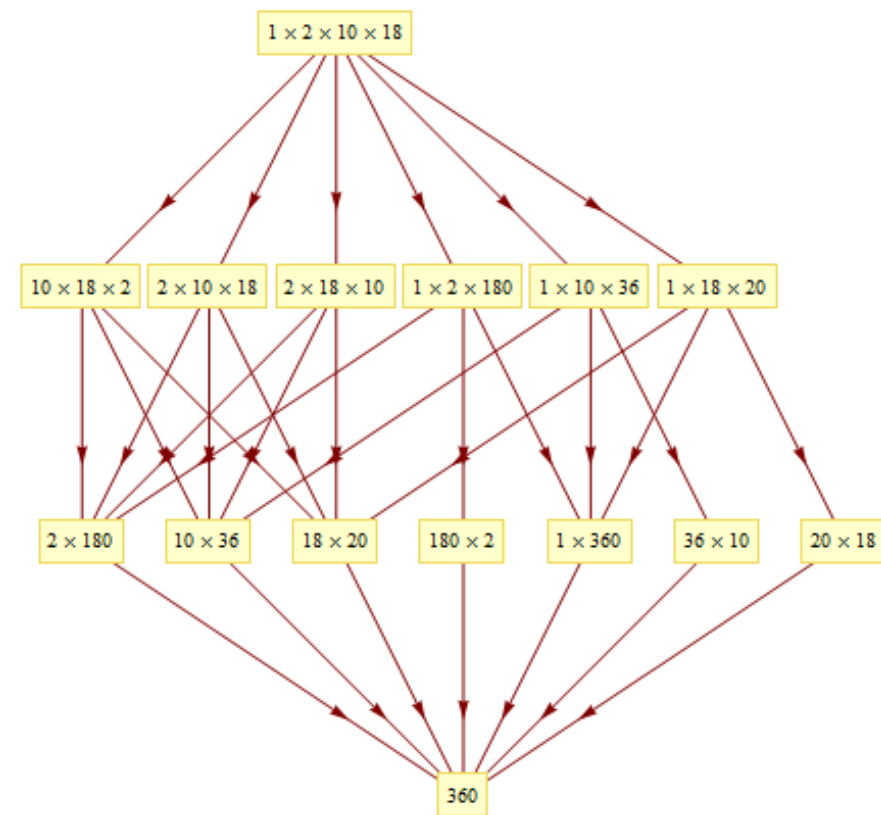 1 × 2 × 10 × 18
10 × 18 × 2
2 × 10 × 18
2 × 18 × 10
1 × 2 × 180
1 × 10 × 36
1 × 18 × 20
2 × 180
10 × 36
18 × 20
180 × 2
1 × 360
36 × 10
20 × 18
360